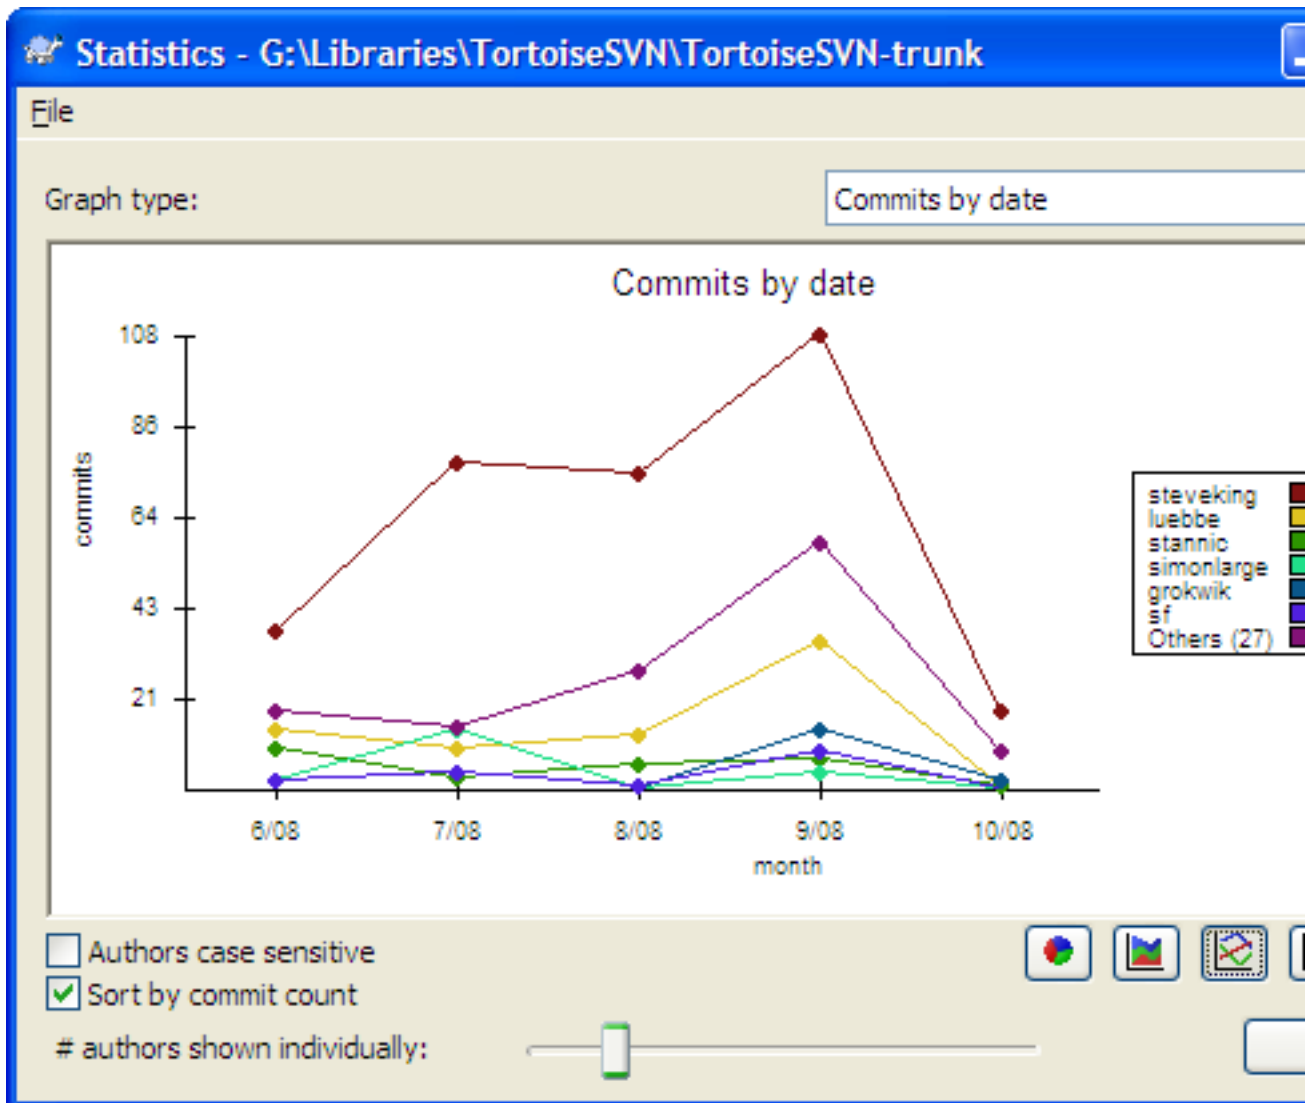 Statistics - G:\Libraries\TortoiseSVN\TortoiseSVN-trunk
File
Graph type:
Commits by date
Commits by date
108
86
64
43
21
commits
6/08 7/08 8/08 9/08 10/08
month
steveking
luebbe
stannic
simonlarge
grokwik
sf
Others (27)
Authors case sensitive
Sort by commit count
# authors shown individually: